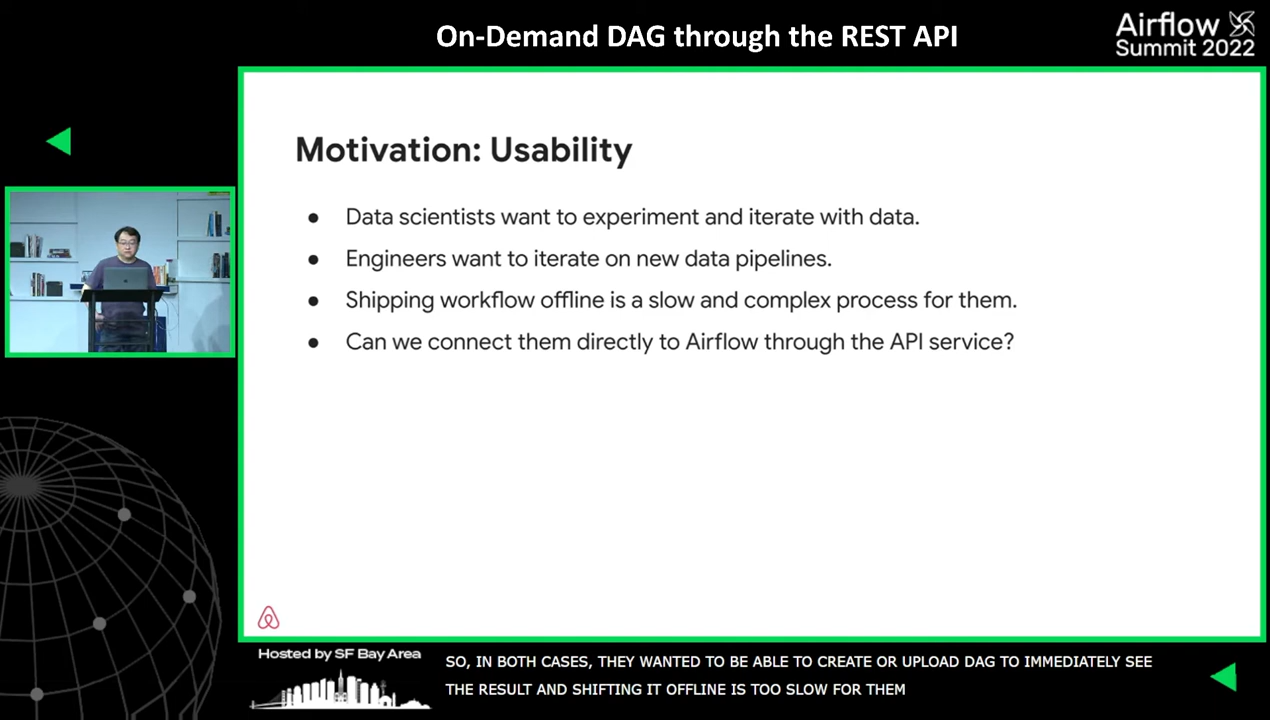 On-Demand DAG through the REST API
Airflow
Summit 2022
Motivation: Usability
● Data scientists want to experiment and iterate with data.
● Engineers want to iterate on new data pipelines.
● Shipping workflow offline is a slow and complex process for them.
● Can we connect them directly to Airflow through the API service?
Hosted by SF Bay Area
SO, IN BOTH CASES, THEY WANTED TO BE ABLE TO CREATE OR UPLOAD DAG TO IMMEDIATELY SEE
THE RESULT AND SHIFTING IT OFFLINE IS TOO SLOW FOR THEM